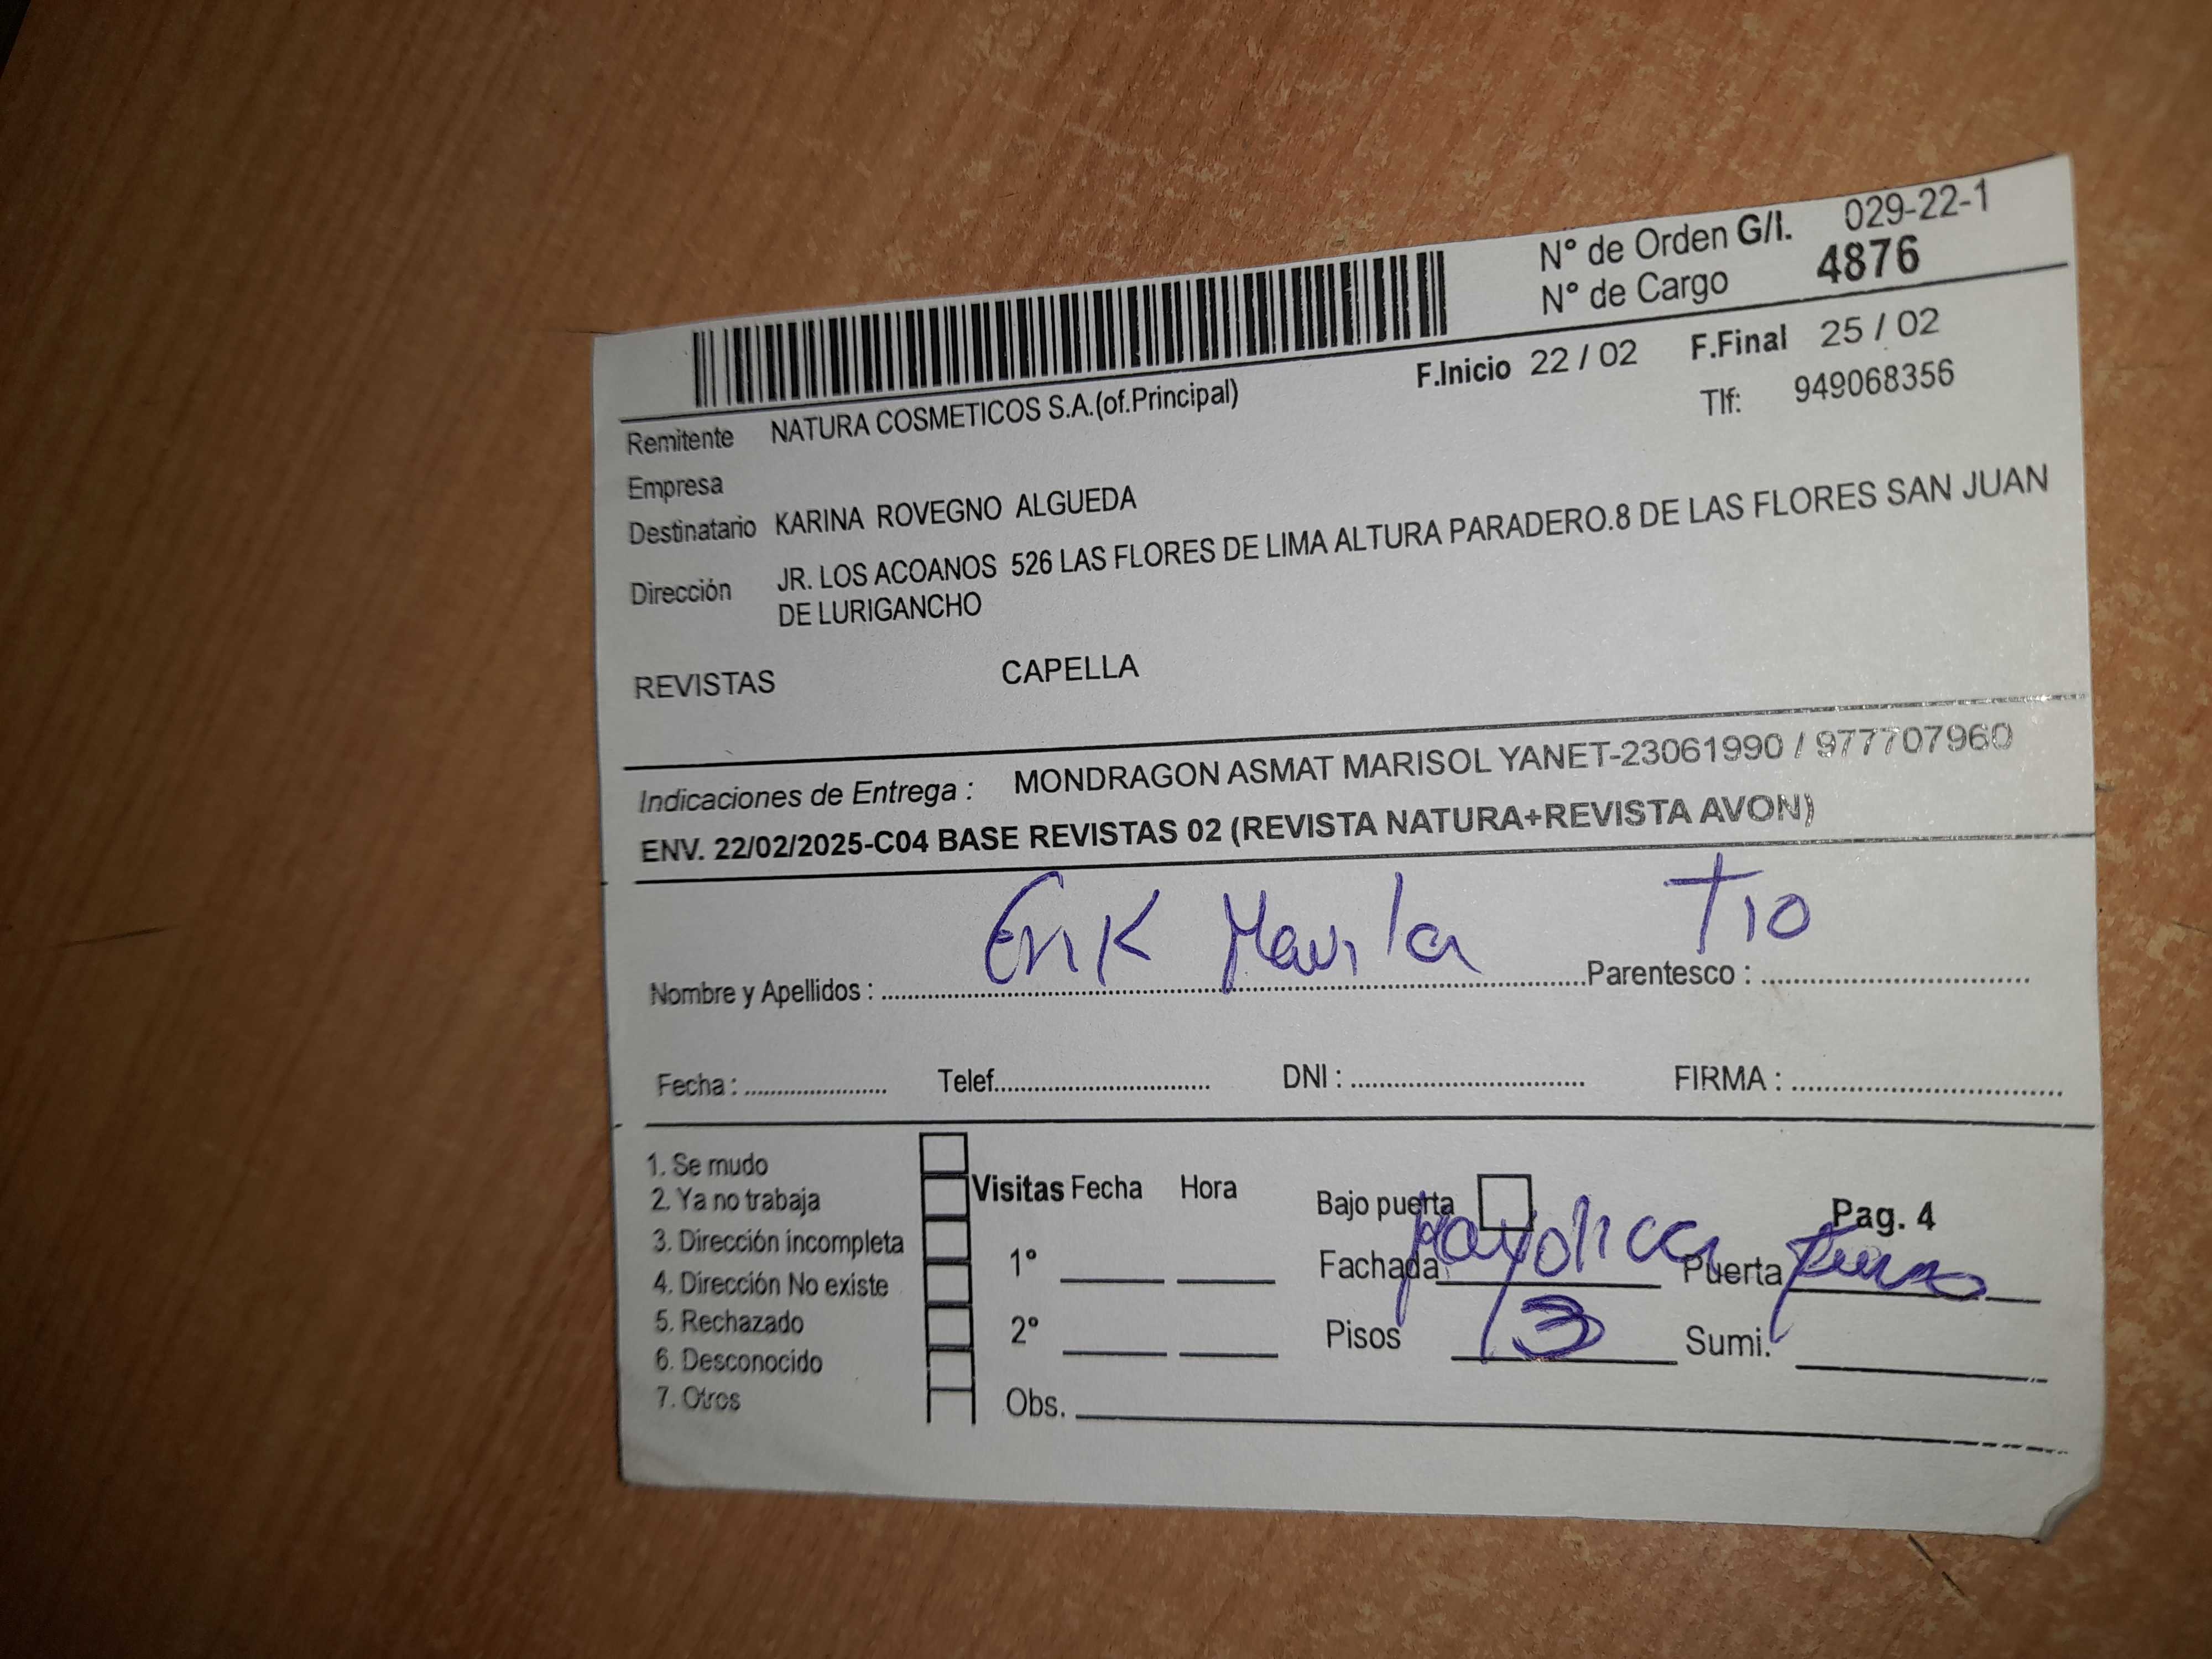 N° de Orden G/I. 029-22-1
N° de Cargo 4876
F.Inicio 22 / 02 F.Final 25 / 02
Remitente NATURA COSMETICOS S.A.(of.Principal) Tlf: 949068356
Empresa
Destinatario KARINA ROVEGNO ALGUEDA
Dirección JR. LOS ACOANOS 526 LAS FLORES DE LIMA ALTURA PARADERO.8 DE LAS FLORES SAN JUAN
DE LURIGANCHO
REVISTAS CAPELLA
Indicaciones de Entrega : MONDRAGON ASMAT MARISOL YANET-23061990 / 977707960
ENV. 22/02/2025-C04 BASE REVISTAS 02 (REVISTA NATURA+REVISTA AVON)
Erik Mavila Tio
Nombre y Apellidos : Parentesco :
Fecha : Telef. DNI : FIRMA :
1. Se mudo
2. Ya no trabaja
3. Dirección incompleta
4. Dirección No existe
5. Rechazado
6. Desconocido
7. Otros
Visitas Fecha Hora
1°
2°
Obs.
Bajo puerta Pag. 4
Fachada mayolica Puerta
Pisos 3 Sumi.